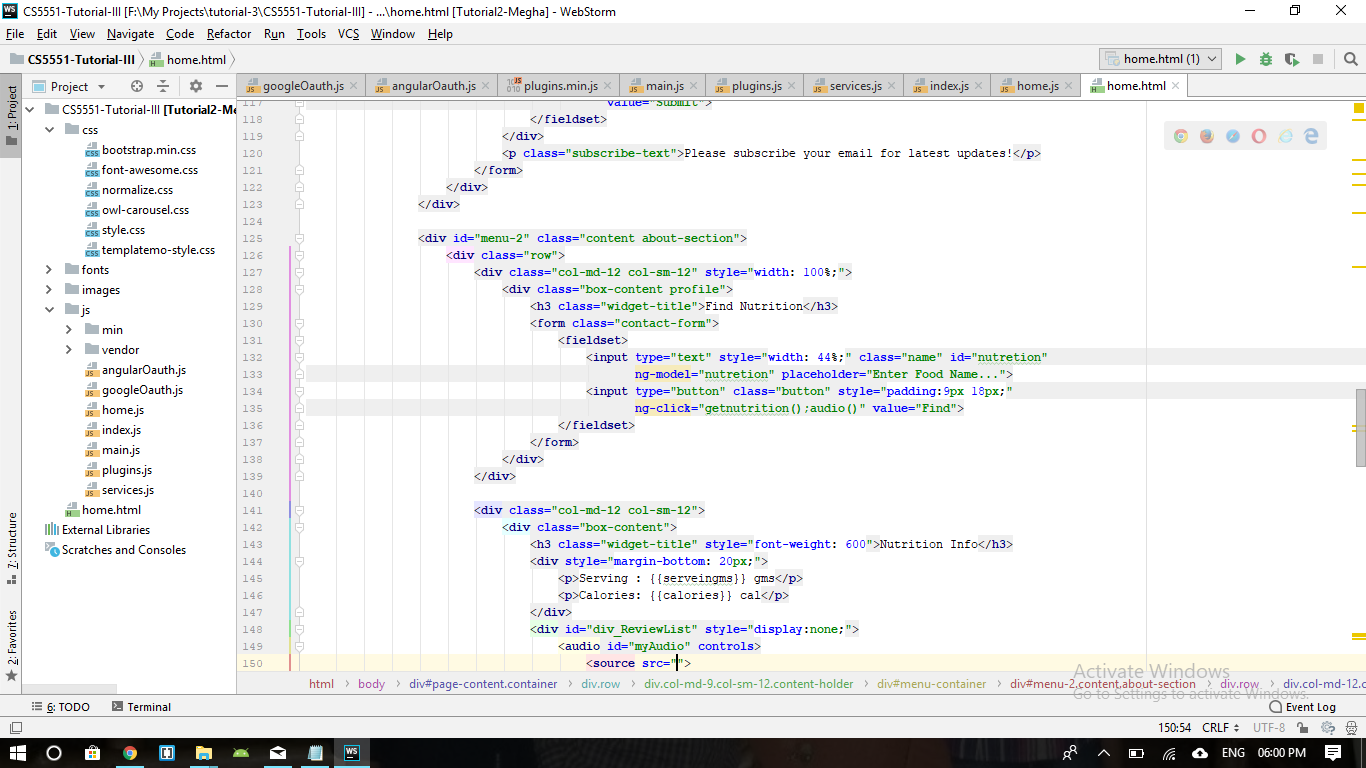 CS5551-Tutorial-III [F:\My Projects\tutorial-3\CS5551-Tutorial-III] - ...\home.html [Tutorial2-Megha] - WebStorm
File Edit View Navigate Code Refactor Run Tools VCS Window Help
CS5551-Tutorial-III home.html home.html (1)
Project googleOauth.js angularOauth.js plugins.min.js main.js plugins.js services.js index.js home.js home.html
1: Project
7: Structure
2: Favorites
CS5551-Tutorial-III [Tutorial2-Me
css
bootstrap.min.css
font-awesome.css
normalize.css
owl-carousel.css
style.css
templatemo-style.css
fonts
images
js
min
vendor
angularOauth.js
googleOauth.js
home.js
index.js
main.js
plugins.js
services.js
home.html
External Libraries
Scratches and Consoles
117 value="Submit">
118 </fieldset>
119 </div>
120 <p class="subscribe-text">Please subscribe your email for latest updates!</p>
121 </form>
122 </div>
123 </div>
124
125 <div id="menu-2" class="content about-section">
126 <div class="row">
127 <div class="col-md-12 col-sm-12" style="width: 100%;">
128 <div class="box-content profile">
129 <h3 class="widget-title">Find Nutrition</h3>
130 <form class="contact-form">
131 <fieldset>
132 <input type="text" style="width: 44%;" class="name" id="nutretion"
133 ng-model="nutretion" placeholder="Enter Food Name...">
134 <input type="button" class="button" style="padding:9px 18px;"
135 ng-click="getnutrition();audio()" value="Find">
136 </fieldset>
137 </form>
138 </div>
139 </div>
140
141 <div class="col-md-12 col-sm-12">
142 <div class="box-content">
143 <h3 class="widget-title" style="font-weight: 600">Nutrition Info</h3>
144 <div style="margin-bottom: 20px;">
145 <p>Serving : {{serveingms}} gms</p>
146 <p>Calories: {{calories}} cal</p>
147 </div>
148 <div id="div_ReviewList" style="display:none;">
149 <audio id="myAudio" controls>
150 <source src="">
Activate Windows
Go to Settings to activate Windows.
html body div#page-content.container div.row div.col-md-9.col-sm-12.content-holder div#menu-container div#menu-2.content.about-section div.row div.col-md-12.c
6: TODO Terminal Event Log
150:54 CRLF UTF-8
ENG 06:00 PM